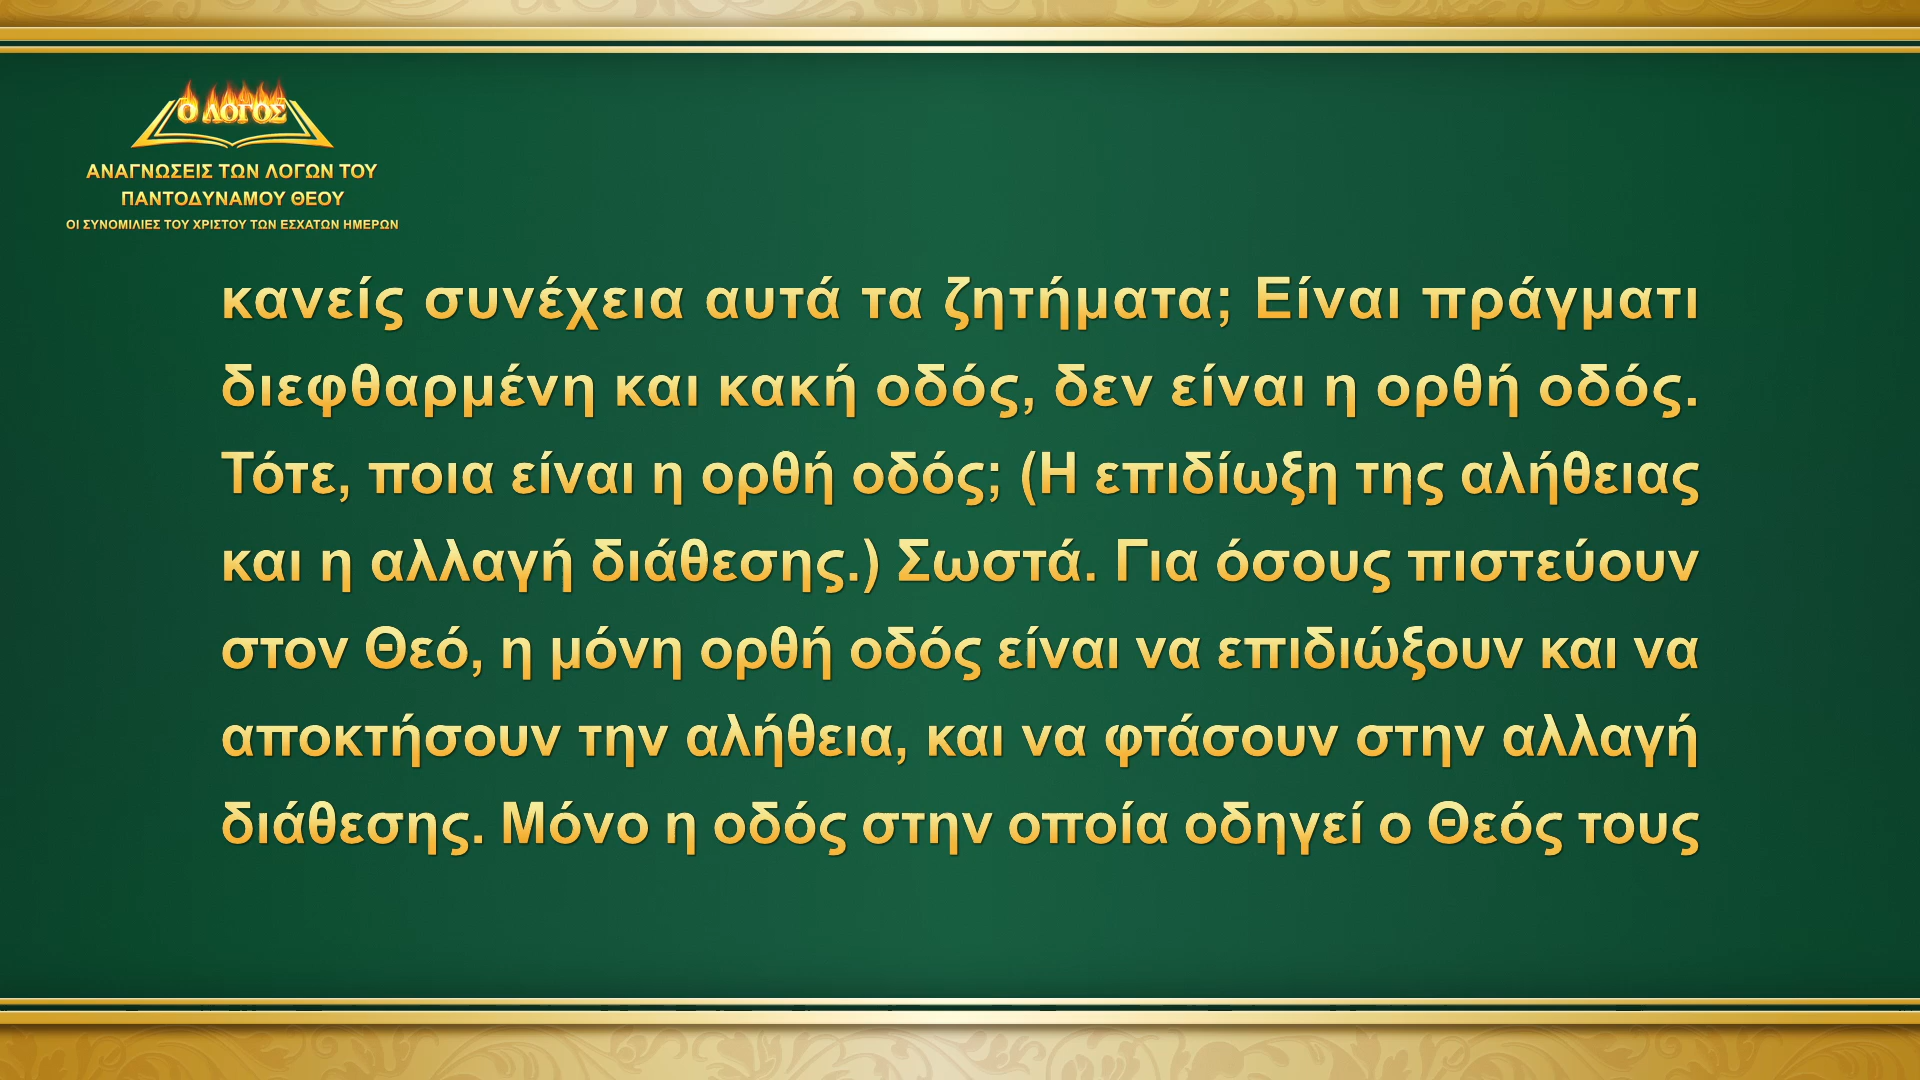 Ο ΛΟΓΟΣ
ΑΝΑΓΝΩΣΕΙΣ ΤΩΝ ΛΟΓΩΝ ΤΟΥ
ΠΑΝΤΟΔΥΝΑΜΟΥ ΘΕΟΥ
ΟΙ ΣΥΝΟΜΙΛΙΕΣ ΤΟΥ ΧΡΙΣΤΟΥ ΤΩΝ ΕΣΧΑΤΩΝ ΗΜΕΡΩΝ
κανείς συνέχεια αυτά τα ζητήματα; Είναι πράγματι
διεφθαρμένη και κακή οδός, δεν είναι η ορθή οδός.
Τότε, ποια είναι η ορθή οδός; (Η επιδίωξη της αλήθειας
και η αλλαγή διάθεσης.) Σωστά. Για όσους πιστεύουν
στον Θεό, η μόνη ορθή οδός είναι να επιδιώξουν και να
αποκτήσουν την αλήθεια, και να φτάσουν στην αλλαγή
διάθεσης. Μόνο η οδός στην οποία οδηγεί ο Θεός τους